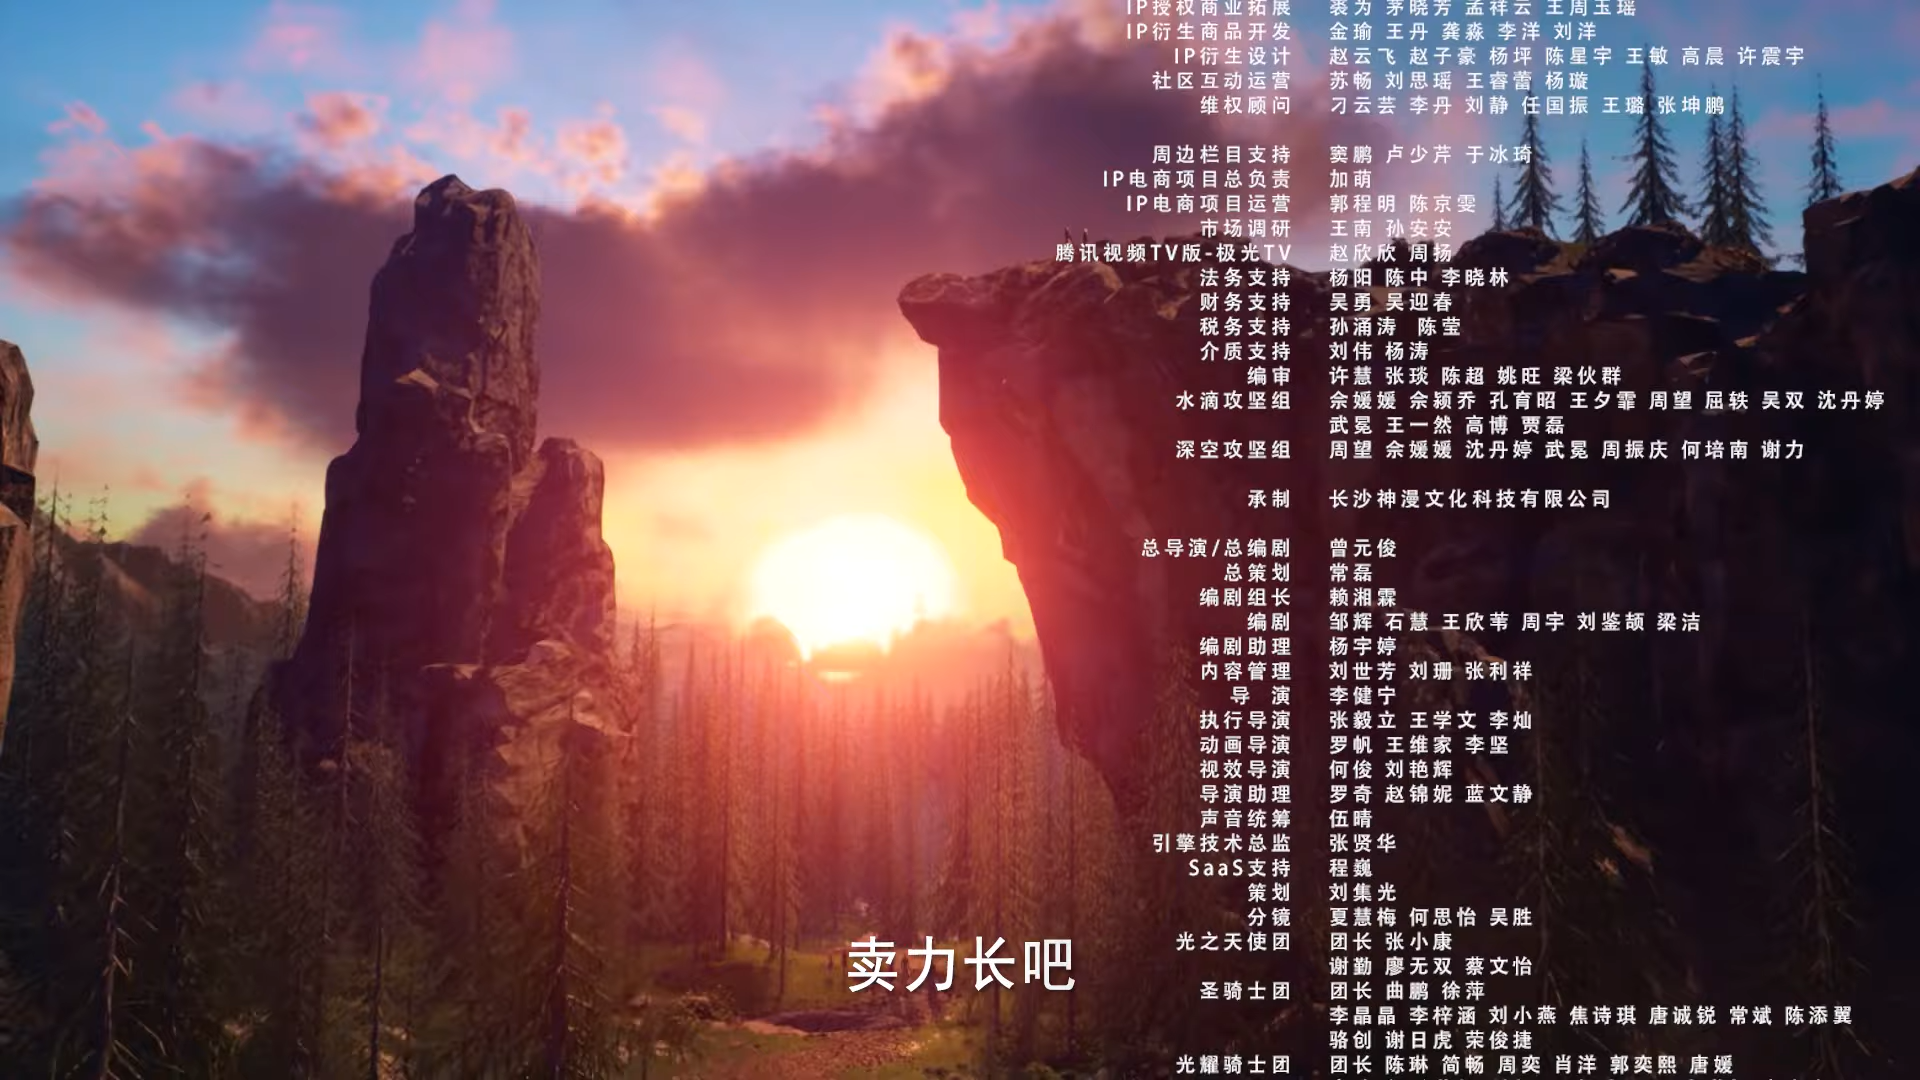 IP授权商业拓展 裘为 茅晓芳 孟祥云 王周玉瑶
IP衍生商品开发 金瑜 王丹 龚淼 李洋 刘洋
IP衍生设计 赵云飞 赵子豪 杨坪 陈星宇 王敏 高晨 许震宇
社区互动运营 苏畅 刘思瑶 王睿蕾 杨璇
维权顾问 刁云芸 李丹 刘静 任国振 王璐 张坤鹏
周边栏目支持 窦鹏 卢少芹 于冰琦
IP电商项目总负责 加萌
IP电商项目运营 郭程明 陈京雯
市场调研 王南 孙安安
腾讯视频TV版-极光TV 赵欣欣 周扬
法务支持 杨阳 陈中 李晓林
财务支持 吴勇 吴迎春
税务支持 孙涌涛 陈莹
介质支持 刘伟 杨涛
编审 许慧 张琰 陈超 姚旺 梁伙群
水滴攻坚组 佘媛媛 佘颍乔 孔育昭 王夕霏 周望 屈轶 吴双 沈丹婷
武冕 王一然 高博 贾磊
深空攻坚组 周望 佘媛媛 沈丹婷 武冕 周振庆 何培南 谢力
承制 长沙神漫文化科技有限公司
总导演/总编剧 曾元俊
总策划 常磊
编剧组长 赖湘霖
编剧 邹辉 石慧 王欣苇 周宇 刘鉴颉 梁洁
编剧助理 杨宇婷
内容管理 刘世芳 刘珊 张利祥
导 演 李健宁
执行导演 张毅立 王学文 李灿
动画导演 罗帆 王维家 李坚
视效导演 何俊 刘艳辉
导演助理 罗奇 赵锦妮 蓝文静
声音统筹 伍晴
引擎技术总监 张贤华
SaaS支持 程巍
策划 刘集光
分镜 夏慧梅 何思怡 吴胜
光之天使团 团长 张小康
谢勤 廖无双 蔡文怡
圣骑士团 团长 曲鹏 徐萍
李晶晶 李梓涵 刘小燕 焦诗琪 唐诚锐 常斌 陈添翼
骆创 谢日虎 荣俊捷
光耀骑士团 团长 陈琳 简畅 周奕 肖洋 郭奕熙 唐媛
卖力长吧